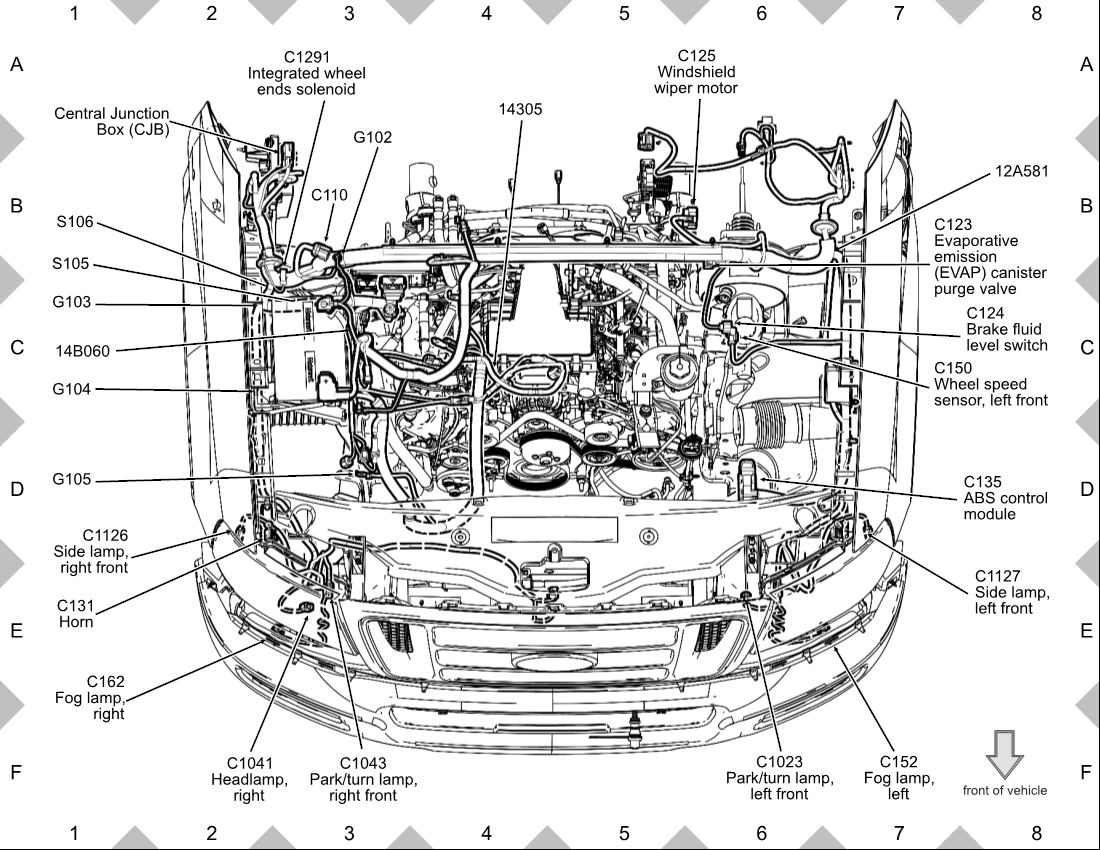 1 2 3 4 5 6 7 8
A A
C1291
Integrated wheel
ends solenoid
C125
Windshield
wiper motor
Central Junction
Box (CJB)
G102
14305
12A581
B B
C110
S106
C123
Evaporative
emission
(EVAP) canister
purge valve
S105
G103
C124
Brake fluid
level switch
14B060
C C
C150
Wheel speed
sensor, left front
G104
G105
D D
C135
ABS control
module
C1126
Side lamp,
right front
C1127
Side lamp,
left front
C131
Horn
E E
C162
Fog lamp,
right
C1041
Headlamp,
right
C1043
Park/turn lamp,
right front
C1023
Park/turn lamp,
left front
C152
Fog lamp,
left
F F
front of vehicle
1 2 3 4 5 6 7 8